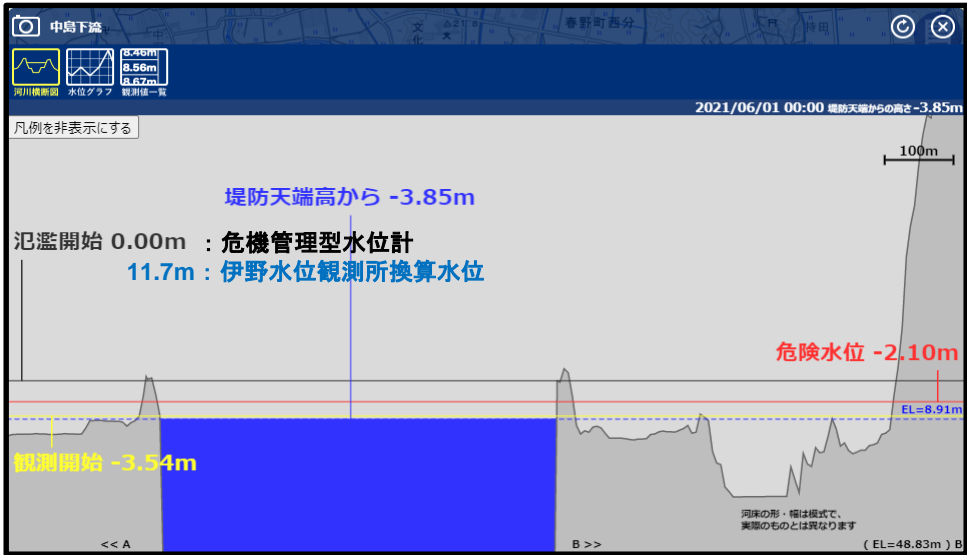 中島下流
春野町西分
8.46m
8.56m
8.67m
河川横断図 水位グラフ 観測値一覧
2021/06/01 00:00 堤防天端からの高さ-3.85m
凡例を非表示にする
100m
堤防天端高から -3.85m
氾濫開始 0.00m :危機管理型水位計
11.7m:伊野水位観測所換算水位
危険水位 -2.10m
EL=8.91m
観測開始 -3.54m
河床の形・幅は模式で、
実際のものとは異なります
<< A
B >>
( EL=48.83m ) B